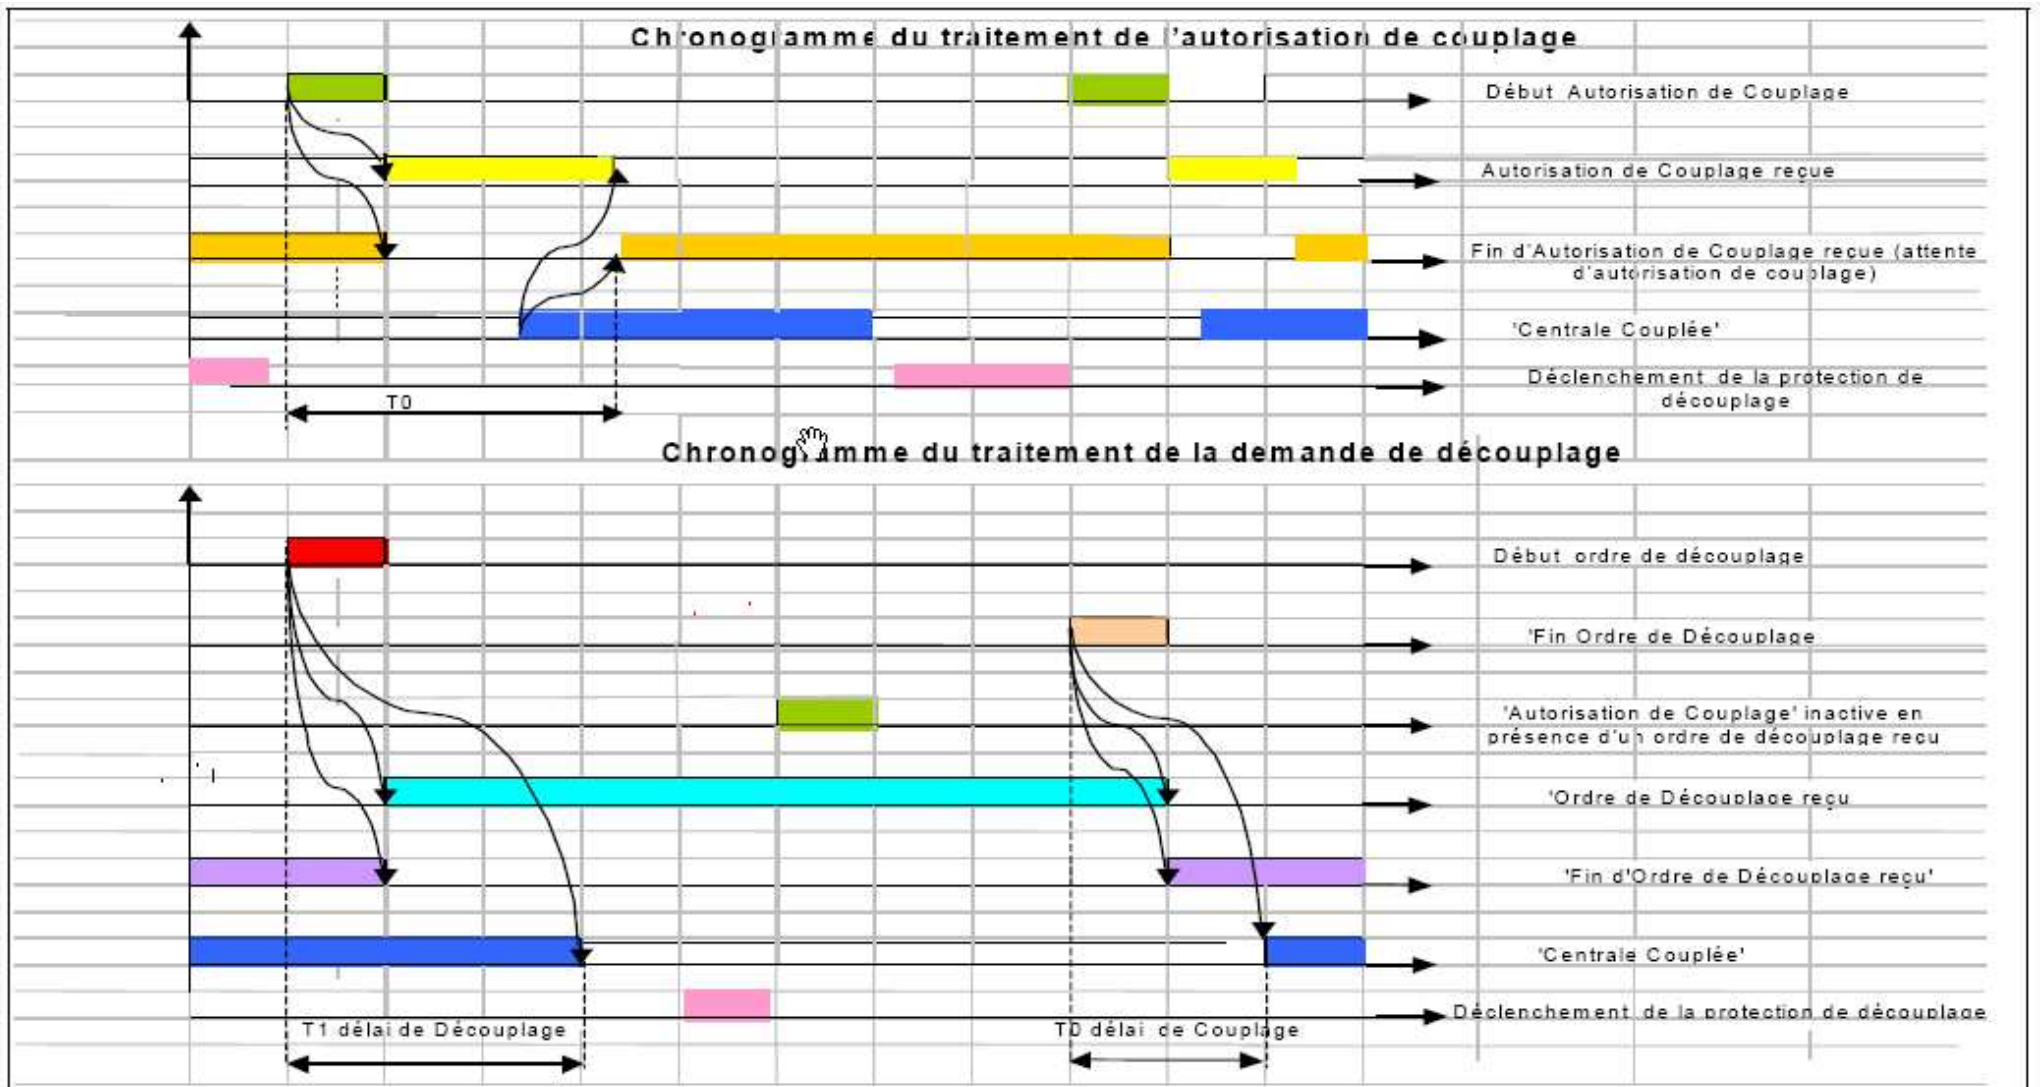 Chronogramme du traitement de l'autorisation de couplage
Début Autorisation de Couplage
Autorisation de Couplage reçue
Fin d'Autorisation de Couplage reçue (attente
d'autorisation de couplage)
'Centrale Couplée'
Déclenchement de la protection de
découplage
T0
Chronogramme du traitement de la demande de découplage
Début ordre de découplage
'Fin Ordre de Découplage
'Autorisation de Couplage' inactive en
présence d'un ordre de découplage reçu
'Ordre de Découplage reçu
'Fin d'Ordre de Découplage reçu'
'Centrale Couplée'
Déclenchement de la protection de découplage
T1 délai de Découplage
T0 délai de Couplage